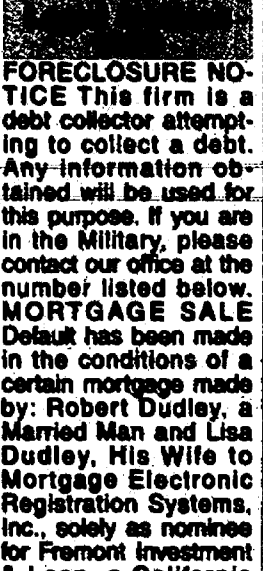 FORECLOSURE NO-
TICE This firm is a
debt collector attempt-
ing to collect a debt.
Any information ob-
tained will be used for
this purpose. If you are
in the Military, please
contact our office at the
number listed below.
MORTGAGE SALE
Default has been made
in the conditions of a
certain mortgage made
by: Robert Dudley, a
Married Man and Lisa
Dudley, His Wife to
Mortgage Electronic
Registration Systems,
Inc., solely as nominee
for Fremont Investment
& Loan, a California